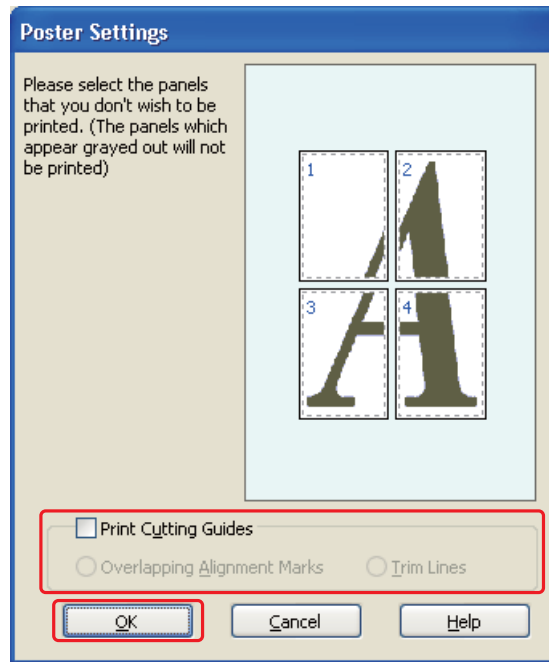 Poster Settings
Please select the panels
that you don't wish to be
printed. (The panels which
appear grayed out will not
be printed)
1 2
A
3 4
Print Cutting Guides
Overlapping Alignment Marks Trim Lines
OK Cancel Help